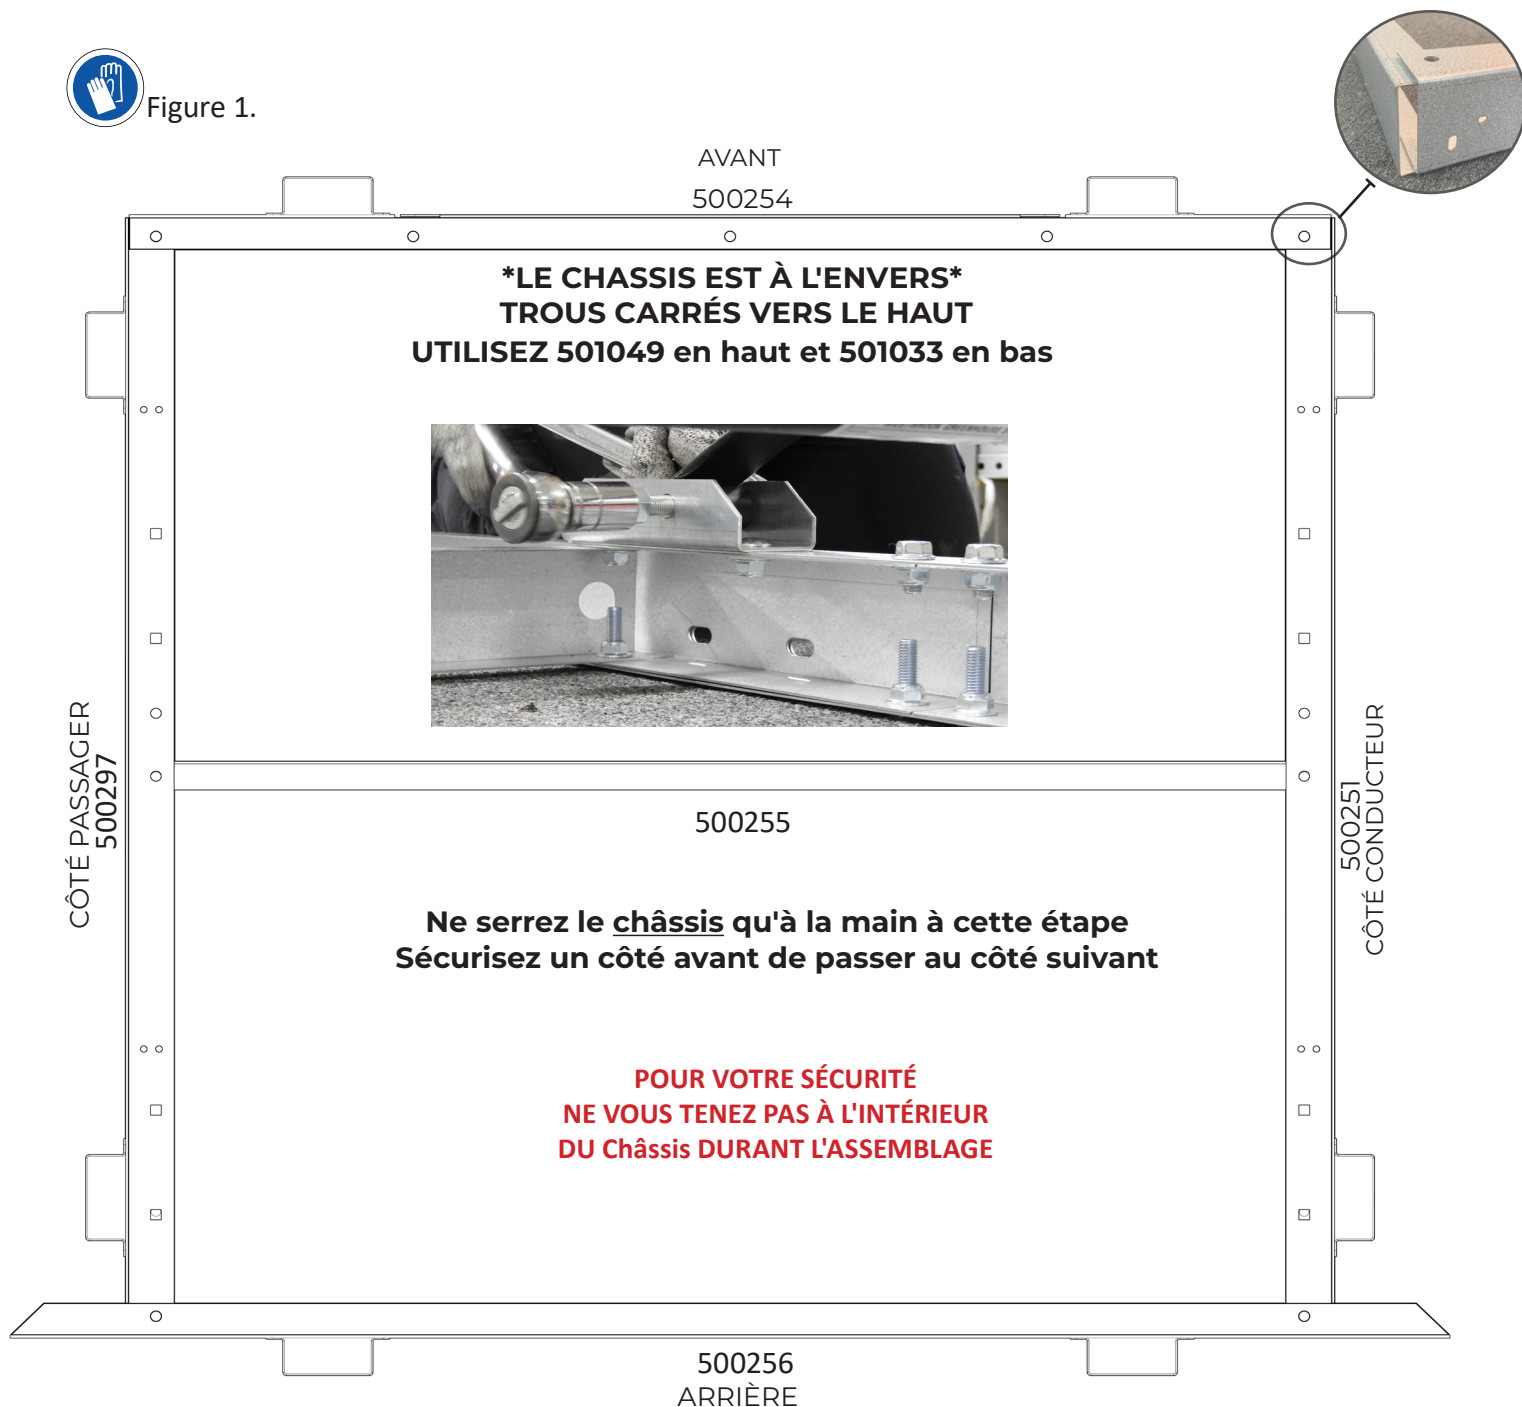 Figure 1.
AVANT
500254
*LE CHASSIS EST À L'ENVERS*
TROUS CARRÉS VERS LE HAUT
UTILISEZ 501049 en haut et 501033 en bas
CÔTÉ PASSAGER
500297
500255
500251
CÔTÉ CONDUCTEUR
Ne serrez le châssis qu'à la main à cette étape
Sécurisez un côté avant de passer au côté suivant
POUR VOTRE SÉCURITÉ
NE VOUS TENEZ PAS À L'INTÉRIEUR
DU Châssis DURANT L'ASSEMBLAGE
500256
ARRIÈRE